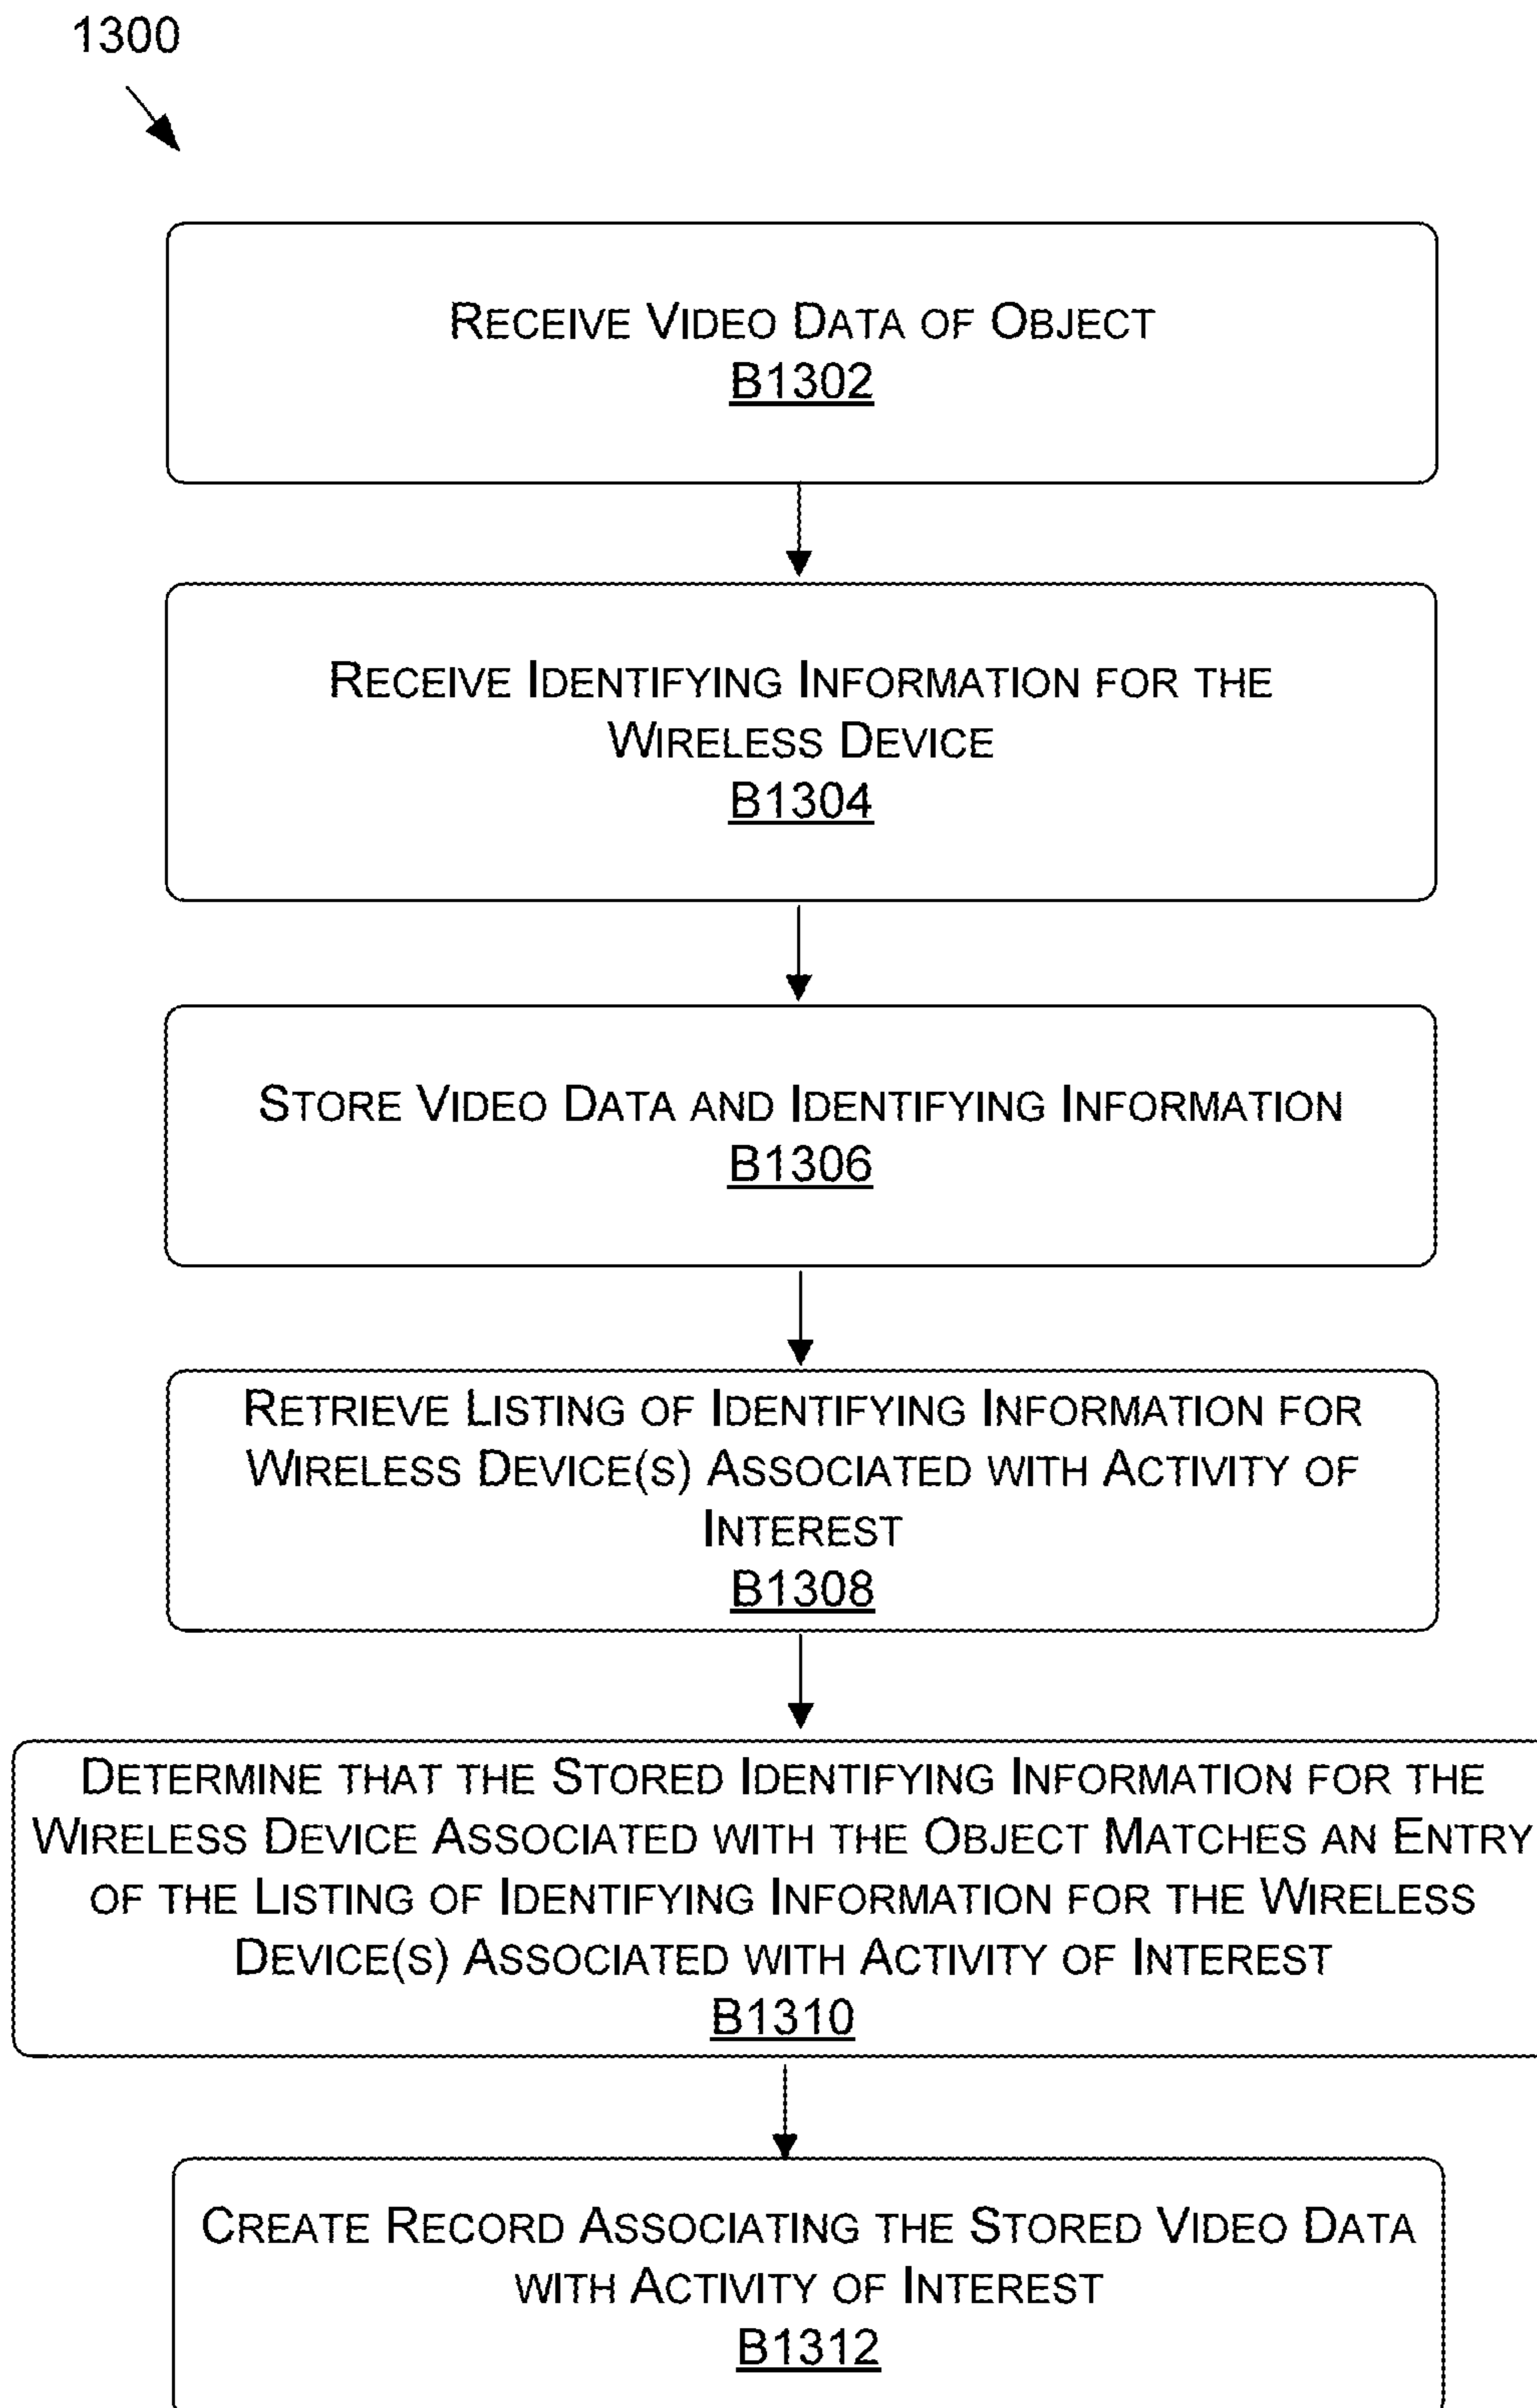 1300
RECEIVE VIDEO DATA OF OBJECT
B1302
RECEIVE IDENTIFYING INFORMATION FOR THE
WIRELESS DEVICE
B1304
STORE VIDEO DATA AND IDENTIFYING INFORMATION
B1306
RETRIEVE LISTING OF IDENTIFYING INFORMATION FOR
WIRELESS DEVICE(S) ASSOCIATED WITH ACTIVITY OF
INTEREST
B1308
DETERMINE THAT THE STORED IDENTIFYING INFORMATION FOR THE
WIRELESS DEVICE ASSOCIATED WITH THE OBJECT MATCHES AN ENTRY
OF THE LISTING OF IDENTIFYING INFORMATION FOR THE WIRELESS
DEVICE(S) ASSOCIATED WITH ACTIVITY OF INTEREST
B1310
CREATE RECORD ASSOCIATING THE STORED VIDEO DATA
WITH ACTIVITY OF INTEREST
B1312